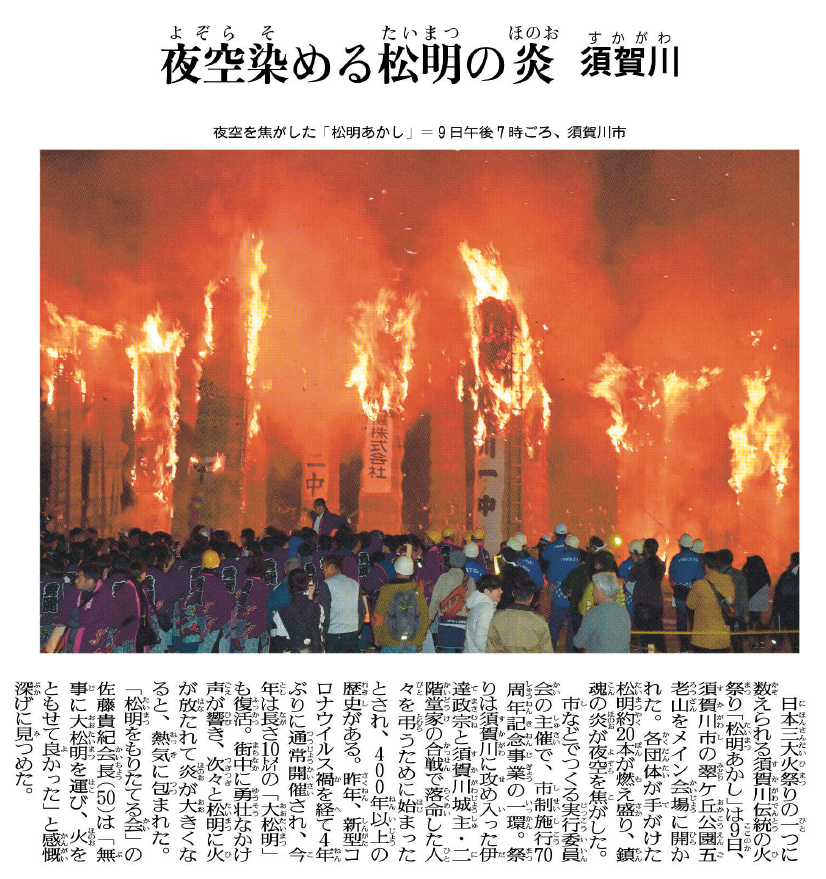 夜空染める松明の炎 須賀川
夜空を焦がした「松明あかし」＝9日午後7時ごろ、須賀川市
二中
株式会社
川一中
日本三大火祭りの一つに
数えられる須賀川伝統の火
祭り「松明あかし」は9日、
須賀川市の翠ケ丘公園五
老山をメイン会場に開か
れた。各団体が手がけた
松明約20本が燃え盛り、鎮
魂の炎が夜空を焦がした。
市などでつくる実行委員
会の主催で、市制施行70
周年記念事業の一環。祭
りは須賀川に攻め入った伊
達政宗と須賀川城主・二
階堂家の合戦で落命した人
々を弔うために始まった
とされ、400年以上の
歴史がある。昨年、新型コ
ロナウイルス禍を経て4年
ぶりに通常開催され、今
年は長さ10㍍の「大松明」
も復活。街中に勇壮なかけ
声が響き、次々と松明に火
が放たれて炎が大きくな
ると、熱気に包まれた。
「松明をもりたてる会」の
佐藤貴紀会長(50)は「無
事に大松明を運び、火を
ともせて良かった」と感慨
深げに見つめた。